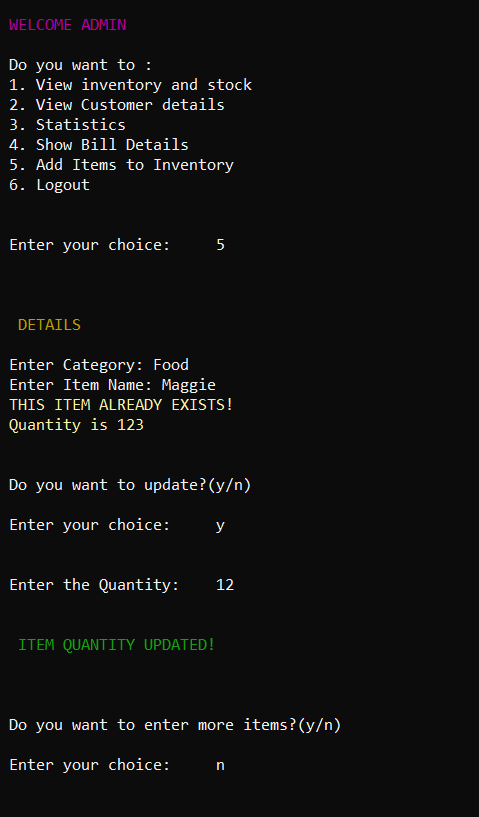 WELCOME ADMIN
Do you want to :
1. View inventory and stock
2. View Customer details
3. Statistics
4. Show Bill Details
5. Add Items to Inventory
6. Logout
Enter your choice: 5
DETAILS
Enter Category: Food
Enter Item Name: Maggie
THIS ITEM ALREADY EXISTS!
Quantity is 123
Do you want to update?(y/n)
Enter your choice: y
Enter the Quantity: 12
ITEM QUANTITY UPDATED!
Do you want to enter more items?(y/n)
Enter your choice: n